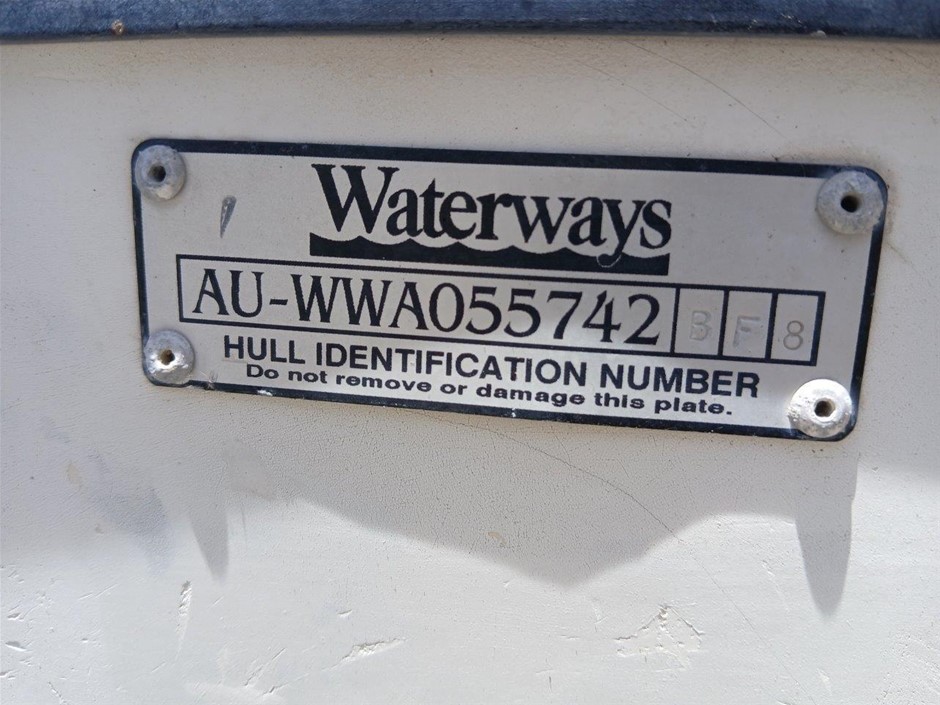 Waterways
AU-WWA055742 B F 8
HULL IDENTIFICATION NUMBER
Do not remove or damage this plate.